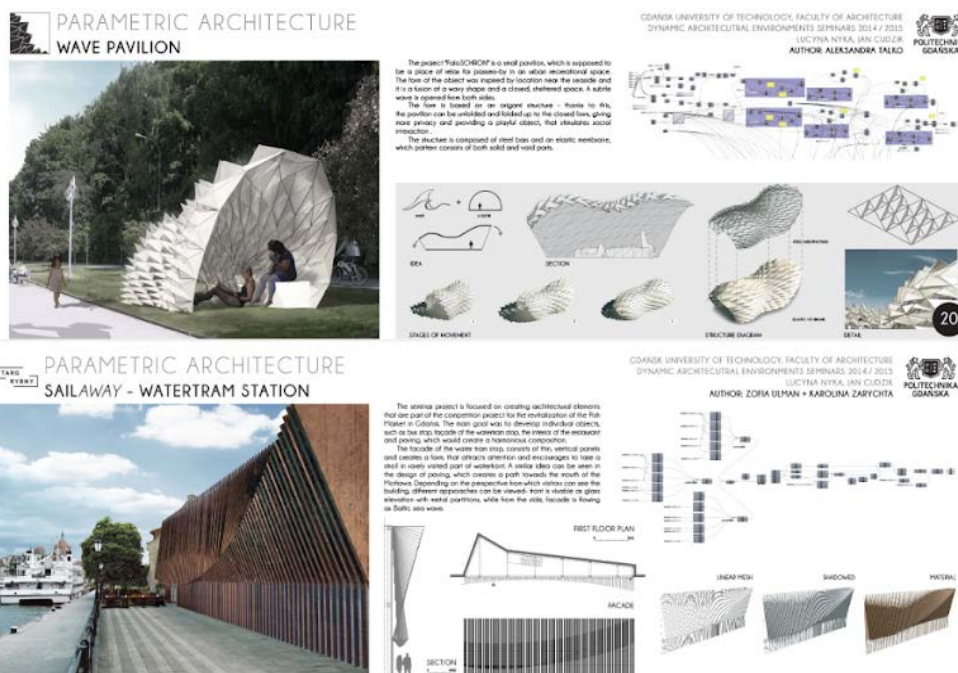 PARAMETRIC ARCHITECTURE
WAVE PAVILION
GDAŃSK UNIVERSITY OF TECHNOLOGY, FACULTY OF ARCHITECTURE
DYNAMIC ARCHITECUTRAL ENVIRONMENTS SEMINARS 2014 / 2015
LUCYNA NYKA, JAN CUDZIK
AUTHOR: ALEKSANDRA TALKO
POLITECHNIKA
GDAŃSKA
The project is a small pavilion, which is supposed to
be a place of relax for passers-by in an urban recreational space.
The form of the object was inspired by location near the seaside and
it is a fusion of a wavy shape and a closed, sheltered space. A subtle
wave is opened from both sides.
The form is based on an origami structure - thanks to this,
the pavilion can be unfolded and folded up to the closed form, giving
more privacy and providing a playful object, that stimulates social
interaction.
The structure is composed of steel bars and an elastic membrane,
which pattern consists of both solid and void parts.
IDEA
SECTION
STAGES OF MOVEMENT
STRUCTURE DIAGRAM
DETAIL
20
TARG
RYBNY
PARAMETRIC ARCHITECTURE
SAILAWAY - WATERTRAM STATION
GDAŃSK UNIVERSITY OF TECHNOLOGY, FACULTY OF ARCHITECTURE
DYNAMIC ARCHITECUTRAL ENVIRONMENTS SEMINARS 2014 / 2015
LUCYNA NYKA, JAN CUDZIK
AUTHOR: ZOFIA ULMAN + KAROLINA ZARYCHTA
POLITECHNIKA
GDAŃSKA
The seminar project is focused on creating architectural elements
that are part of the competition project for the revitalization of the Fish
Market in Gdańsk. The main goal was to develop individual objects,
such as bus stop, façade of the watertram stop, the interior of the restaurant
and paving, which would create a harmonious composition.
The facade of the water tram stop, consists of thin, vertical panels
and creates a form, that attracts attention and encourages to take a
stroll in rarely visited part of waterfront. A similar idea can be seen in
the design of paving, which creates a path towards the mouth of the
Motława. Depending on the perspective from which visitors can see the
building, different approaches can be viewed- front is visible as glass
elevation with metal partitions, while from the side, facade is flowing
as Baltic sea wave.
FIRST FLOOR PLAN
FACADE
SECTION
LINEAR MESH
SHADOWED
MATERIAL